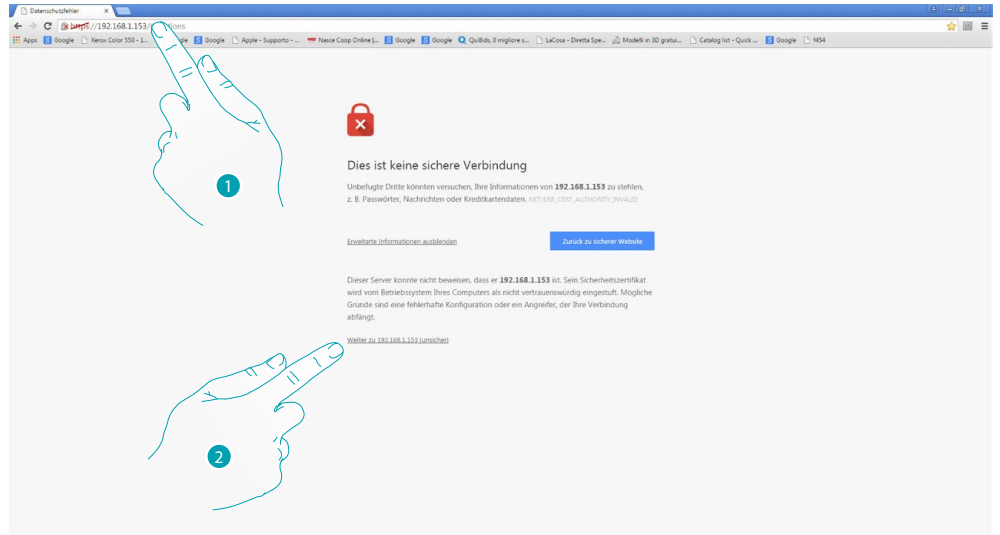 Datenschutzfehler
https://192.168.1.153/
Apps Google Xerox Color 550 - 1... Google Apple - Supporto - ... Nasce Coop Online |... Google Google QuiBids, Il migliore s... LaCosa - Diretta Spe... Modelli in 3D gratui... Catalog list - Quick ... Google f454
Dies ist keine sichere Verbindung
Unbefugte Dritte könnten versuchen, Ihre Informationen von 192.168.1.153 zu stehlen,
z. B. Passwörter, Nachrichten oder Kreditkartendaten. NET::ERR_CERT_AUTHORITY_INVALID
Erweiterte Informationen ausblenden
Zurück zu sicherer Website
Dieser Server konnte nicht beweisen, dass er 192.168.1.153 ist. Sein Sicherheitszertifikat
wird vom Betriebssystem Ihres Computers als nicht vertrauenswürdig eingestuft. Mögliche
Gründe sind eine fehlerhafte Konfiguration oder ein Angreifer, der Ihre Verbindung
abfängt.
Weiter zu 192.168.1.153 (unsicher)
1
2